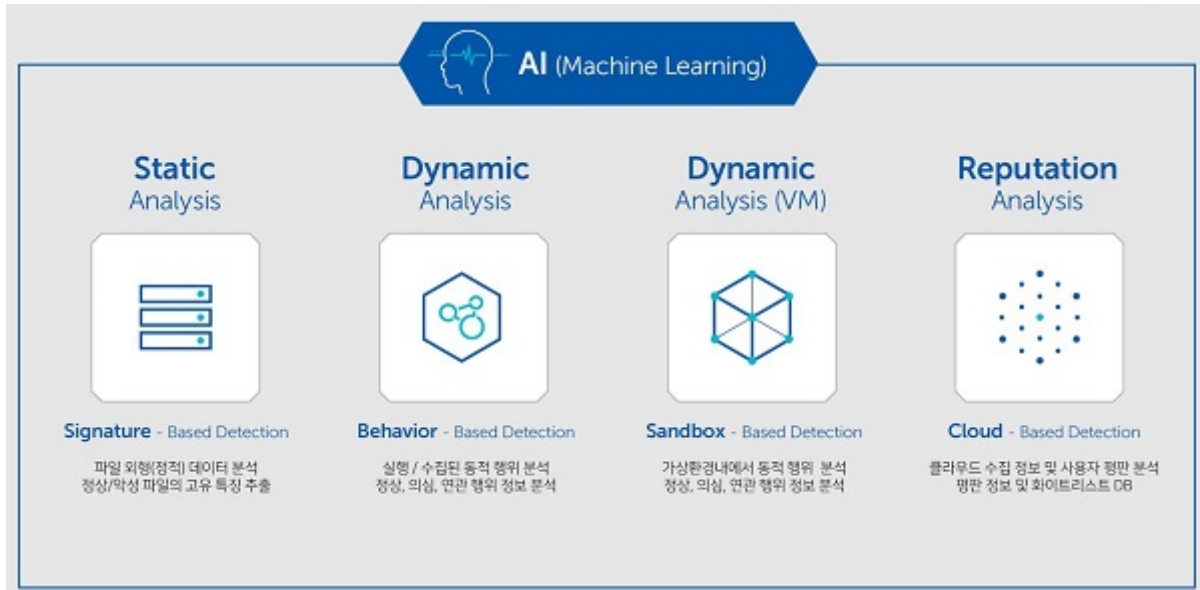 AI (Machine Learning)
Static
Analysis
Signature - Based Detection
파일 외형(정적) 데이터 분석
정상/악성 파일의 고유 특징 추출
Dynamic
Analysis
Behavior - Based Detection
실행 / 수집된 동적 행위 분석
정상, 의심, 연관 행위 정보 분석
Dynamic
Analysis (VM)
Sandbox - Based Detection
가상환경내에서 동적 행위 분석
정상, 의심, 연관 행위 정보 분석
Reputation
Analysis
Cloud - Based Detection
클라우드 수집 정보 및 사용자 평판 분석
평판 정보 및 화이트리스트 DB